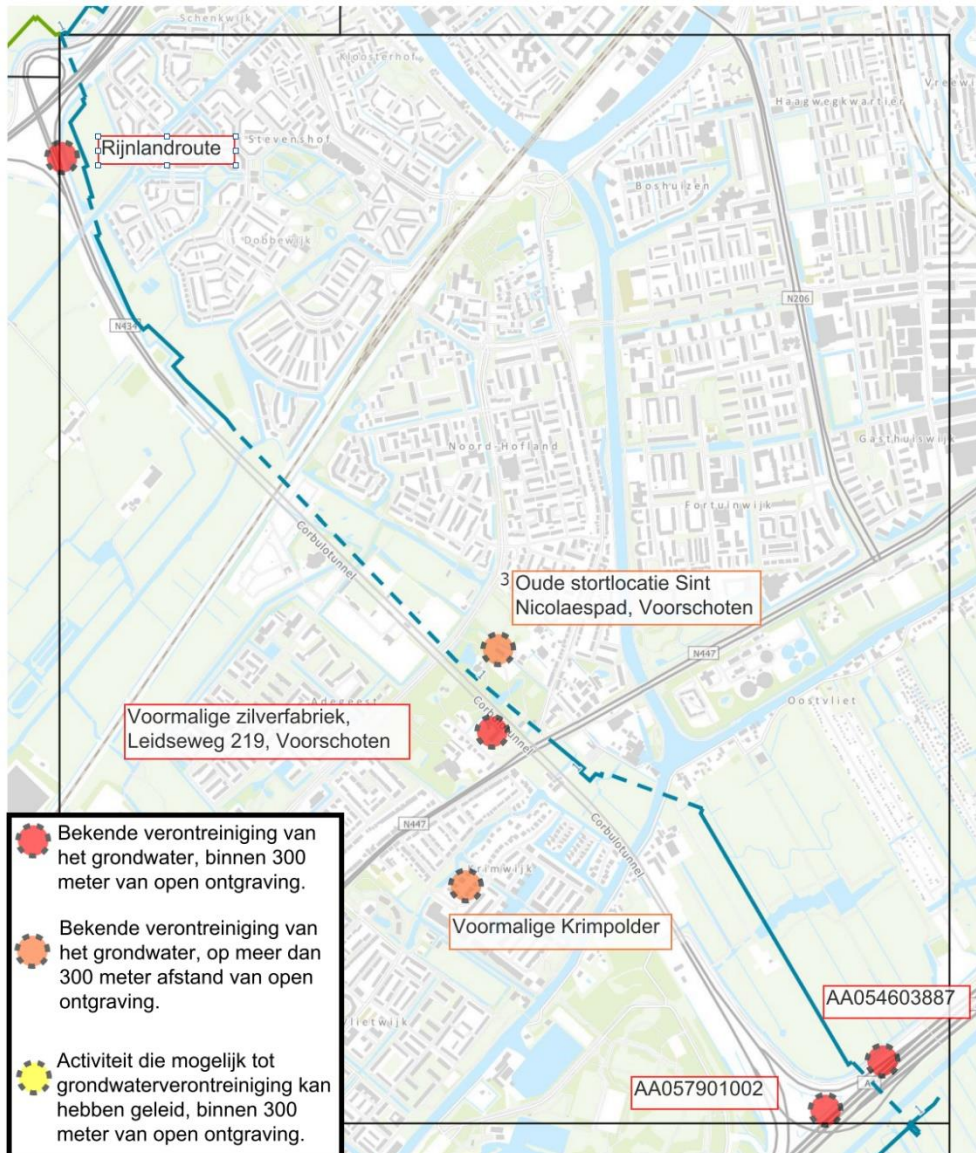 Schenkwijk
Kloosterhof
Vreewij
Haagwegkwartier
Rijnlandroute
Stevenshof
Boshuizen
Dobbewijk
N206
N434
Gasthuiswijk
Noord-Hofland
Fortuinwijk
Corbulotunnel
3
Oude stortlocatie Sint
Nicolaespad, Voorschoten
N447
Oostvliet
Adegeest
Voormalige zilverfabriek,
Leidseweg 219, Voorschoten
Corbulotunnel
N447
Corbulotunnel
Krimwijk
Voormalige Krimpolder
Vlietwijk
AA054603887
A
AA057901002
Bekende verontreiniging van
het grondwater, binnen 300
meter van open ontgraving.
Bekende verontreiniging van
het grondwater, op meer dan
300 meter afstand van open
ontgraving.
Activiteit die mogelijk tot
grondwaterverontreiniging kan
hebben geleid, binnen 300
meter van open ontgraving.